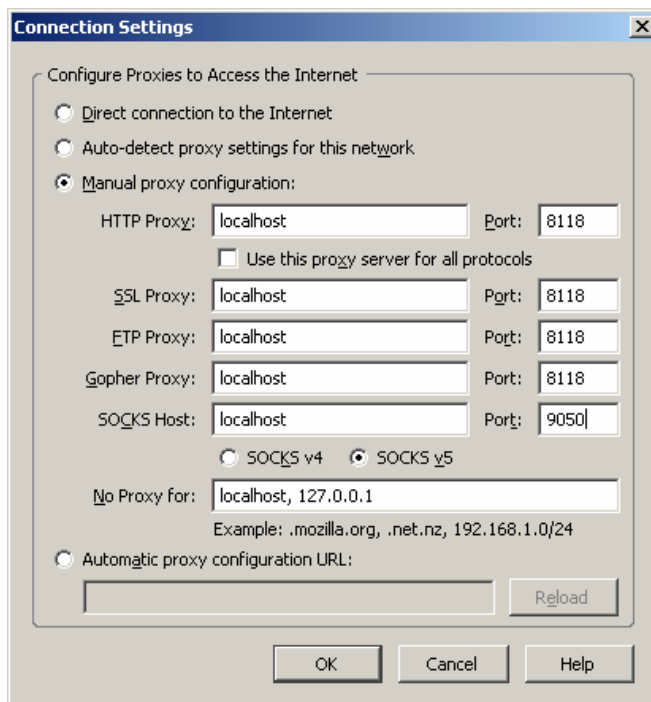 Connection Settings
Configure Proxies to Access the Internet
Direct connection to the Internet
Auto-detect proxy settings for this network
Manual proxy configuration:
HTTP Proxy: localhost Port: 8118
Use this proxy server for all protocols
SSL Proxy: localhost Port: 8118
FTP Proxy: localhost Port: 8118
Gopher Proxy: localhost Port: 8118
SOCKS Host: localhost Port: 9050
SOCKS v4 SOCKS v5
No Proxy for: localhost, 127.0.0.1
Example: .mozilla.org, .net.nz, 192.168.1.0/24
Automatic proxy configuration URL:
Reload
OK Cancel Help